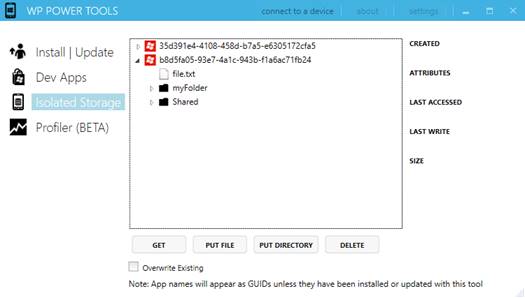 WP POWER TOOLS
connect to a device
about
settings
Install | Update
Dev Apps
Isolated Storage
Profiler (BETA)
35d391e4-4108-458d-b7a5-e6305172cfa5
b8d5fa05-93e7-4a1c-943b-f1a6ac71fb24
file.txt
myFolder
Shared
CREATED
ATTRIBUTES
LAST ACCESSED
LAST WRITE
SIZE
GET
PUT FILE
PUT DIRECTORY
DELETE
Overwrite Existing
Note: App names will appear as GUIDs unless they have been installed or updated with this tool